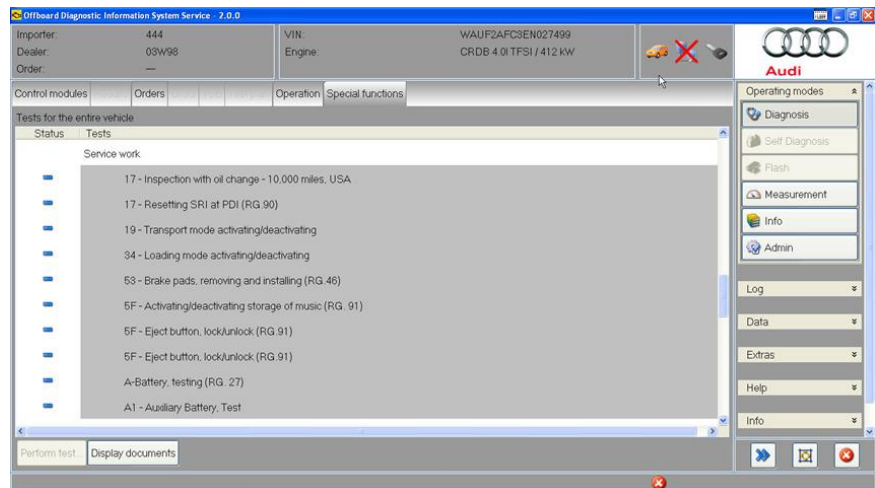 Offboard Diagnostic Information System Service - 2.0.0
Importer: 444
Dealer: 03W98
Order: —
VIN: WAUF2AFC3EN027499
Engine: CRDB 4.0l TFSI / 412 kW
Audi
Control modules Orders Operation Special functions
Tests for the entire vehicle
Status Tests
Service work
17 - Inspection with oil change - 10,000 miles, USA
17 - Resetting SRI at PDI (RG.90)
19 - Transport mode activating/deactivating
34 - Loading mode activating/deactivating
53 - Brake pads, removing and installing (RG.46)
5F - Activating/deactivating storage of music (RG. 91)
5F - Eject button, lock/unlock (RG.91)
5F - Eject button, lock/unlock (RG.91)
A-Battery, testing (RG. 27)
A1 - Auxiliary Battery, Test
Perform test... Display documents
Operating modes
Diagnosis
Self Diagnosis
Flash
Measurement
Info
Admin
Log
Data
Extras
Help
Info